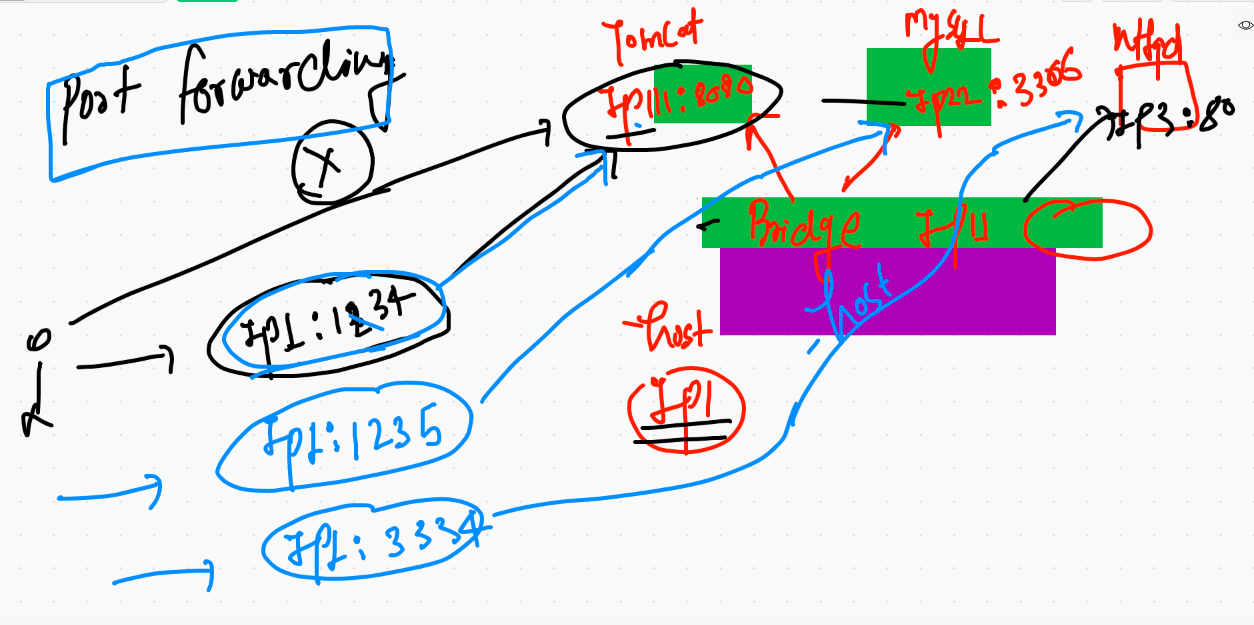 Port forwarding
X
Tomcat
IP111:8080
MySQL
IP22 :3306
httpd
IP3:80
Bridge IP11
host
host
IP1
IP1:1234
IP1:1235
IP1:3334